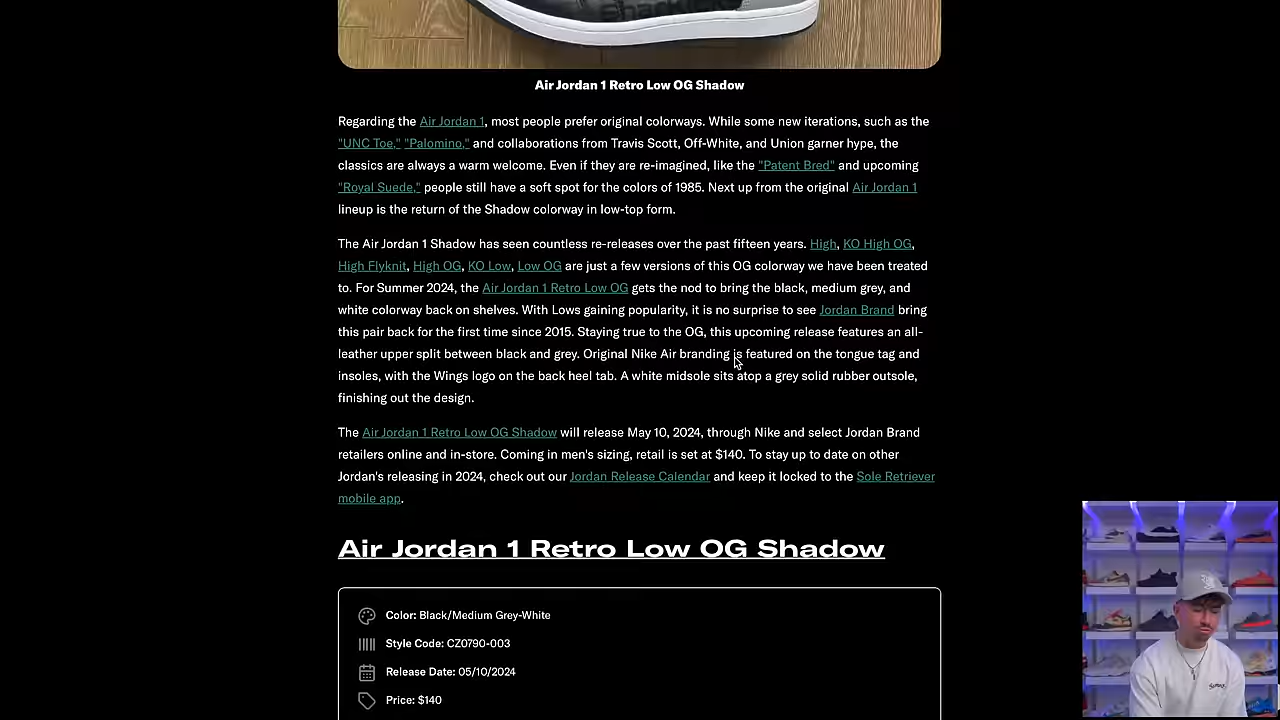 Air Jordan 1 Retro Low OG Shadow
Regarding the Air Jordan 1, most people prefer original colorways. While some new iterations, such as the
"UNC Toe," "Palomino," and collaborations from Travis Scott, Off-White, and Union garner hype, the
classics are always a warm welcome. Even if they are re-imagined, like the "Patent Bred" and upcoming
"Royal Suede," people still have a soft spot for the colors of 1985. Next up from the original Air Jordan 1
lineup is the return of the Shadow colorway in low-top form.
The Air Jordan 1 Shadow has seen countless re-releases over the past fifteen years. High, KO High OG,
High Flyknit, High OG, KO Low, Low OG are just a few versions of this OG colorway we have been treated
to. For Summer 2024, the Air Jordan 1 Retro Low OG gets the nod to bring the black, medium grey, and
white colorway back on shelves. With Lows gaining popularity, it is no surprise to see Jordan Brand bring
this pair back for the first time since 2015. Staying true to the OG, this upcoming release features an all-
leather upper split between black and grey. Original Nike Air branding is featured on the tongue tag and
insoles, with the Wings logo on the back heel tab. A white midsole sits atop a grey solid rubber outsole,
finishing out the design.
The Air Jordan 1 Retro Low OG Shadow will release May 10, 2024, through Nike and select Jordan Brand
retailers online and in-store. Coming in men's sizing, retail is set at $140. To stay up to date on other
Jordan's releasing in 2024, check out our Jordan Release Calendar and keep it locked to the Sole Retriever
mobile app.
Air Jordan 1 Retro Low OG Shadow
Color: Black/Medium Grey-White
Style Code: CZ0790-003
Release Date: 05/10/2024
Price: $140